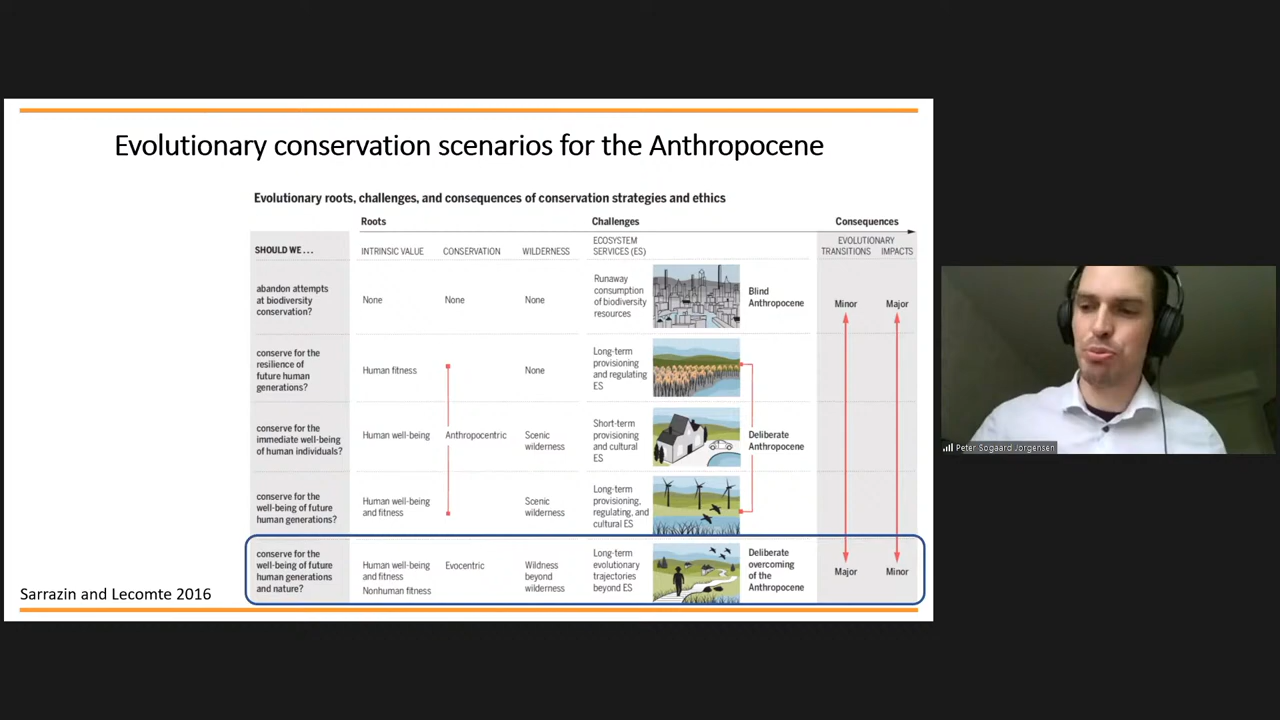 Evolutionary conservation scenarios for the Anthropocene
Evolutionary roots, challenges, and consequences of conservation strategies and ethics
Roots
Challenges
Consequences
SHOULD WE . . .
INTRINSIC VALUE
CONSERVATION
WILDERNESS
ECOSYSTEM
SERVICES (ES)
EVOLUTIONARY
TRANSITIONS IMPACTS
abandon attempts
at biodiversity
conservation?
None
None
None
Runaway
consumption
of biodiversity
resources
Blind
Anthropocene
Minor
Major
conserve for the
resilience of
future human
generations?
Human fitness
None
Long-term
provisioning
and regulating
ES
conserve for the
immediate well-being
of human individuals?
Human well-being
Anthropocentric
Scenic
wilderness
Short-term
provisioning
and cultural
ES
Deliberate
Anthropocene
conserve for the
well-being of future
human generations?
Human well-being
and fitness
Scenic
wilderness
Long-term
provisioning,
regulating, and
cultural ES
conserve for the
well-being of future
human generations
and nature?
Human well-being
and fitness
Nonhuman fitness
Evocentric
Wildness
beyond
wilderness
Long-term
evolutionary
trajectories
beyond ES
Deliberate
overcoming
of the
Anthropocene
Major
Minor
Sarrazin and Lecomte 2016
Peter Sogaard Jorgensen